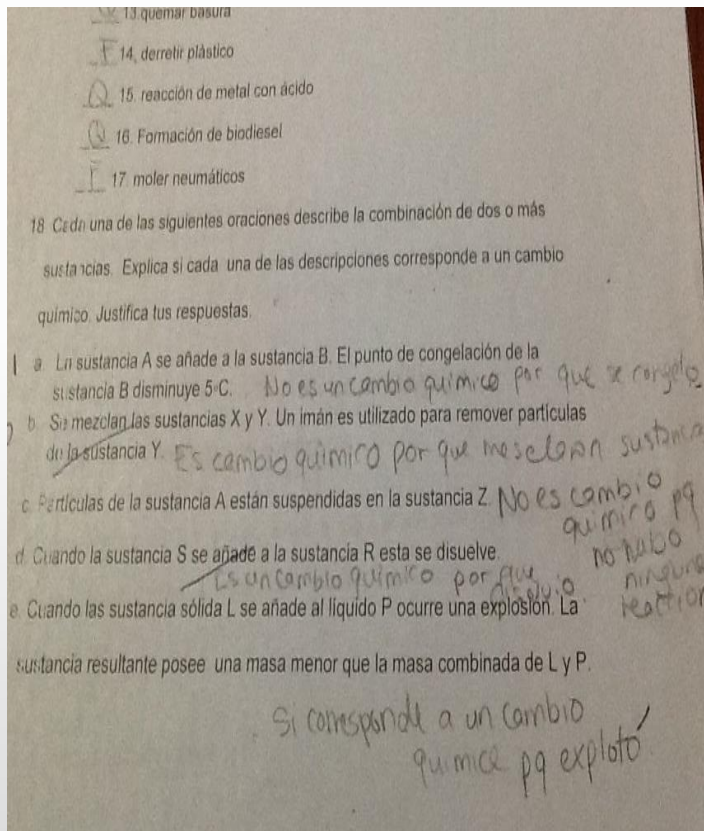 13 quemar basura
F 14. derretir plástico
Q 15. reacción de metal con ácido
Q 16. Formación de biodiesel
F 17. moler neumáticos
18 Cada una de las siguientes oraciones describe la combinación de dos o más
sustancias. Explica si cada una de las descripciones corresponde a un cambio
químico. Justifica tus respuestas.
a. La sustancia A se añade a la sustancia B. El punto de congelación de la
sustancia B disminuye 5◦C. No es un cambio químico por que se congelo
b. Se mezclan las sustancias X y Y. Un imán es utilizado para remover partículas
de la sustancia Y. Es cambio químico por que mesclaron sustancia
c. Partículas de la sustancia A están suspendidas en la sustancia Z. No es cambio
químico pq
no hubo
ninguna
reaction
d. Cuando la sustancia S se añade a la sustancia R esta se disuelve.
Es un cambio químico por que
e. Cuando las sustancia sólida L se añade al líquido P ocurre una explosión. La
sustancia resultante posee una masa menor que la masa combinada de L y P.
Si corresponde a un cambio
quimice pq explotó